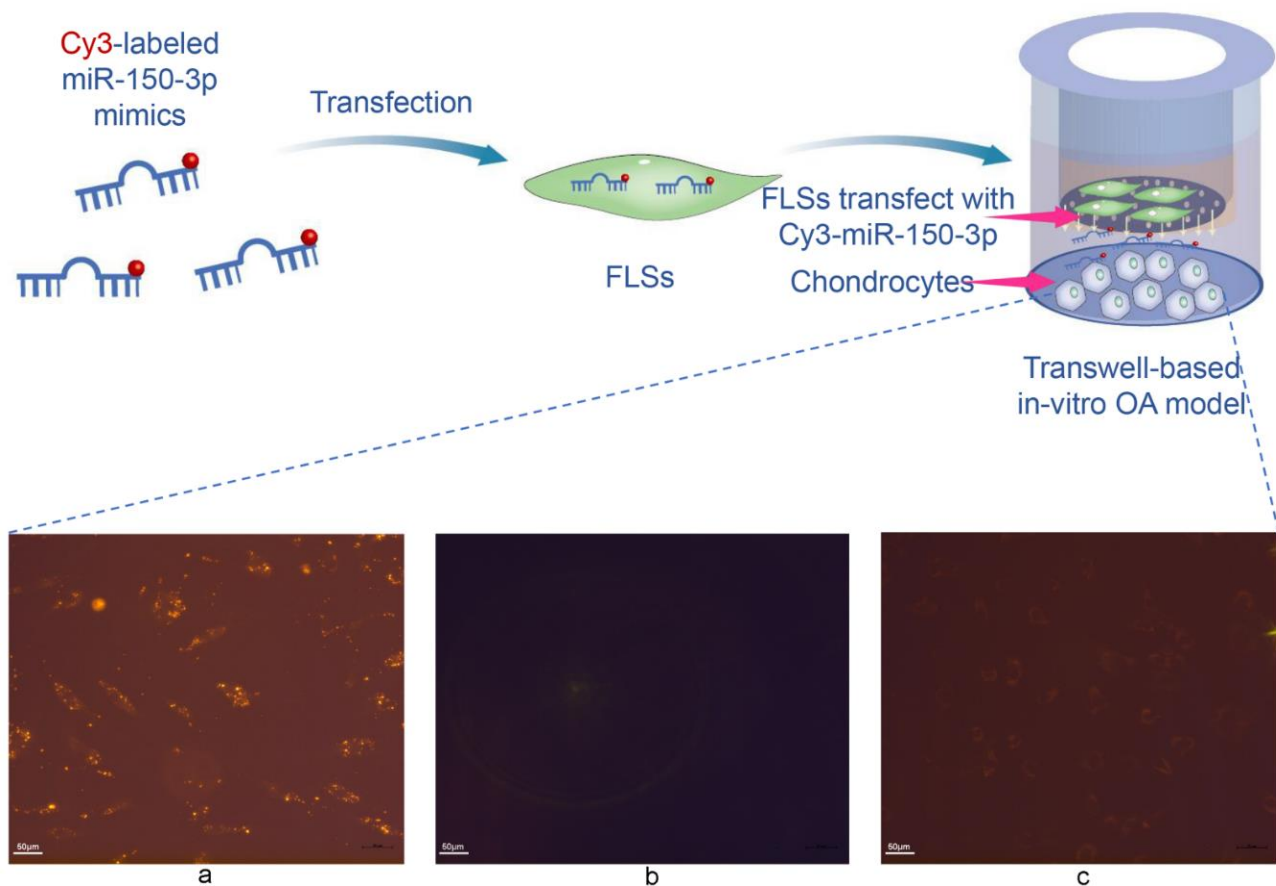 Cy3-labeled
miR-150-3p
mimics
Transfection
FLSs
FLSs transfect with
Cy3-miR-150-3p
Chondrocytes
Transwell-based
in-vitro OA model
50μm
50μm
50μm
a
b
c